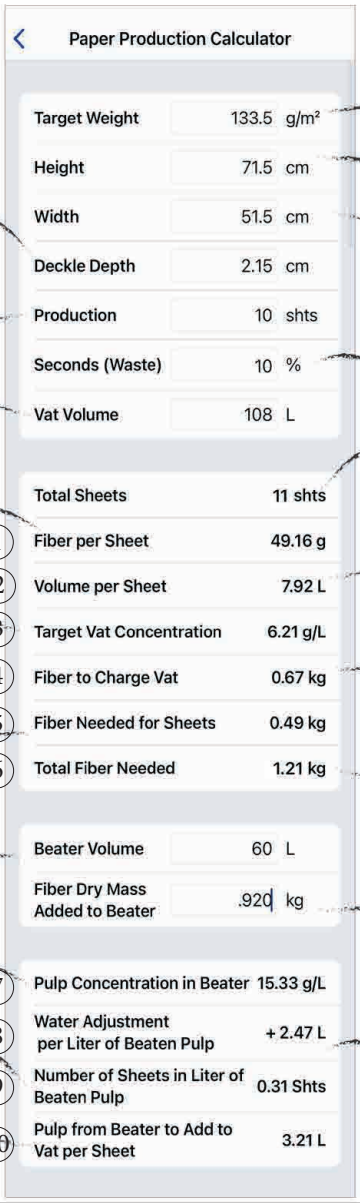 Paper Production Calculator
Target Weight 133.5 g/m²
Height 71.5 cm
Width 51.5 cm
Deckle Depth 2.15 cm
Production 10 shts
Seconds (Waste) 10 %
Vat Volume 108 L
Total Sheets 11 shts
Fiber per Sheet 49.16 g
2 Volume per Sheet 7.92 L
Target Vat Concentration 6.21 g/L
Fiber to Charge Vat 0.67 kg
5 Fiber Needed for Sheets 0.49 kg
Total Fiber Needed 1.21 kg
Beater Volume 60 L
Fiber Dry Mass
Added to Beater .920 kg
Pulp Concentration in Beater 15.33 g/L
Water Adjustment
per Liter of Beaten Pulp + 2.47 L
Number of Sheets in Liter of
Beaten Pulp 0.31 Shts
Pulp from Beater to Add to
Vat per Sheet 3.21 L